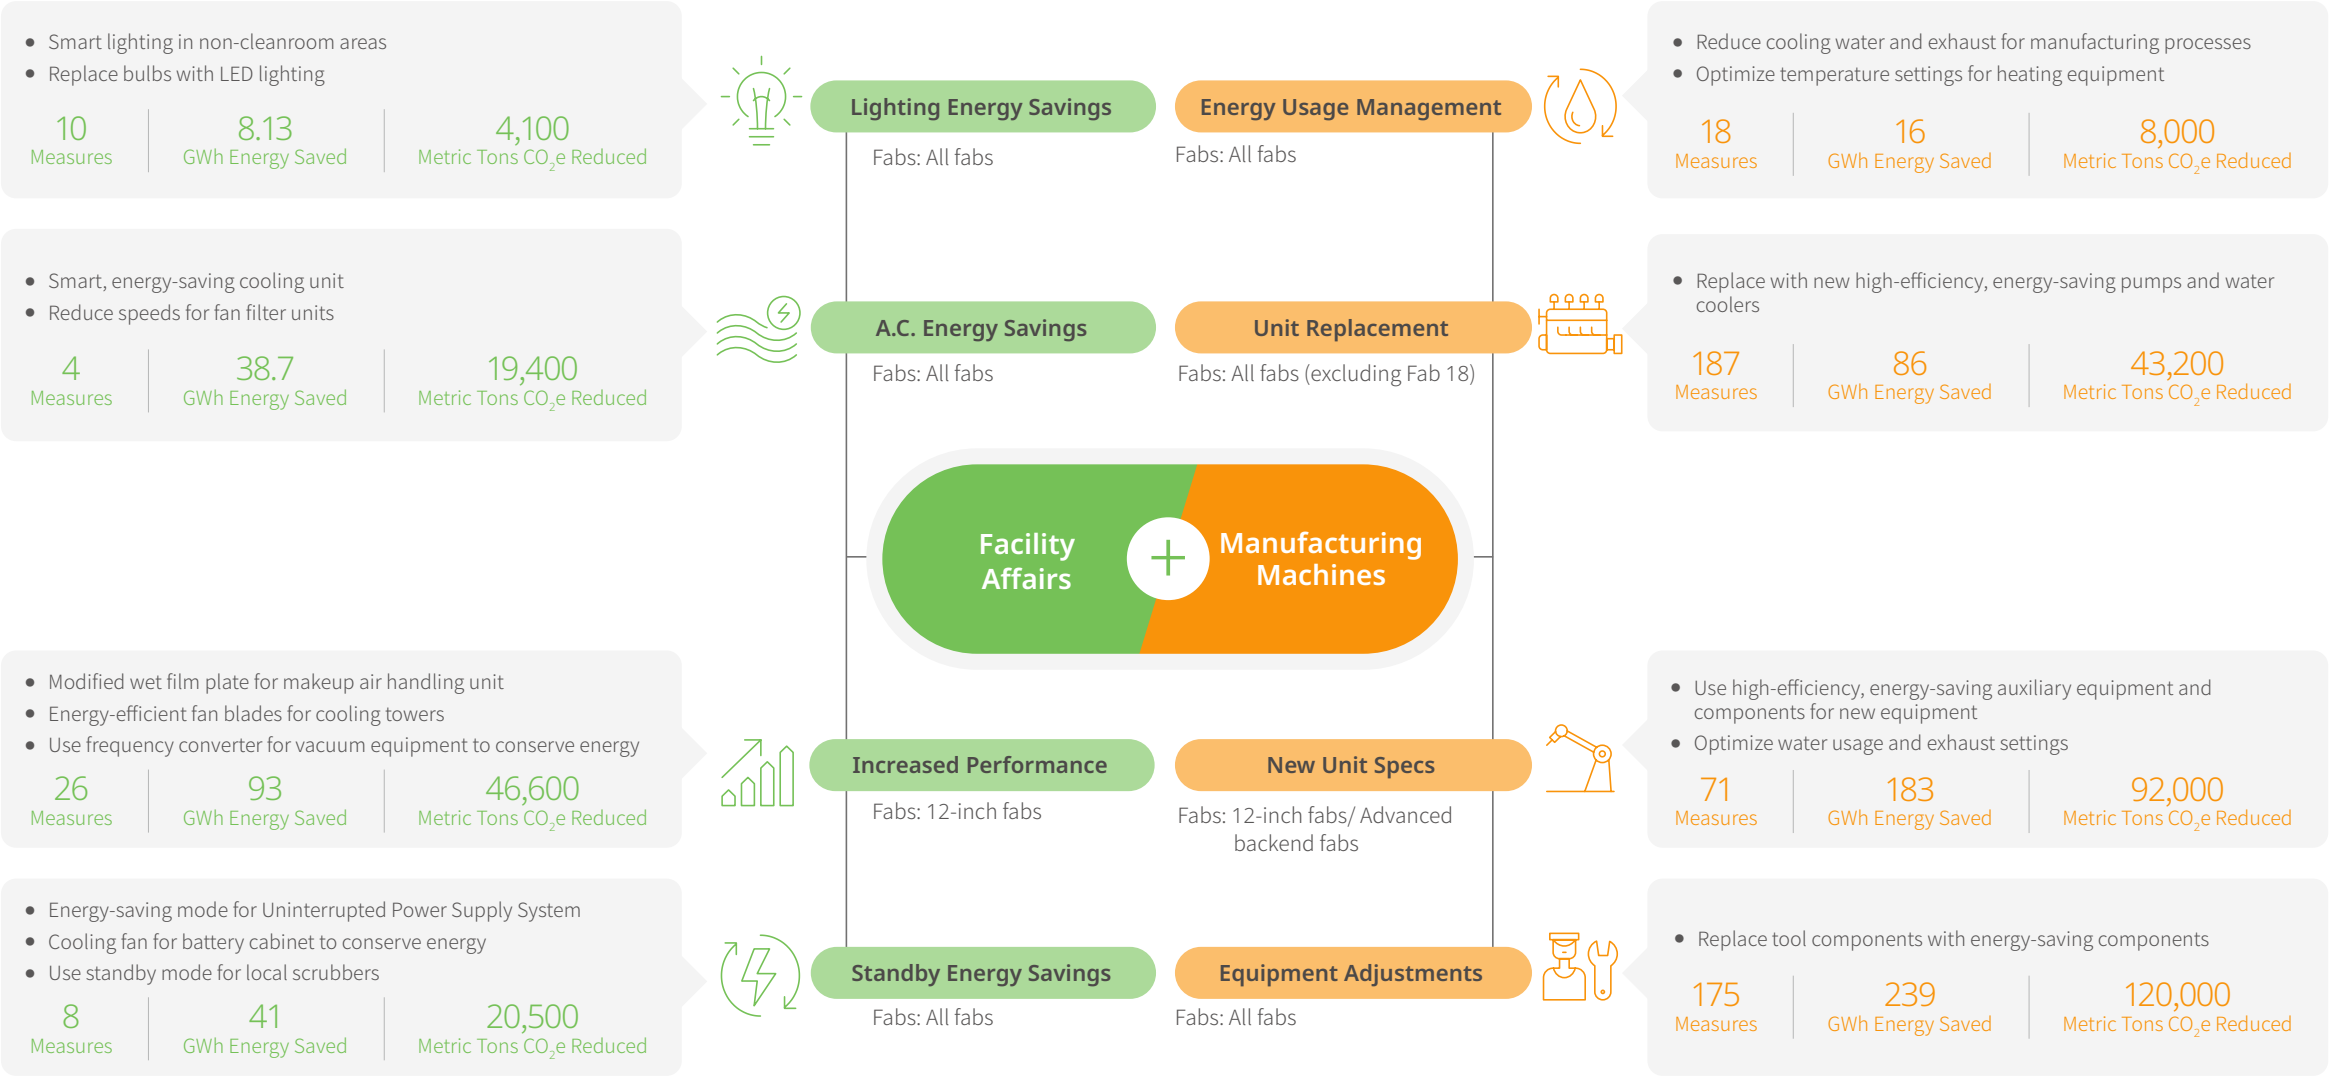 Smart lighting in non-cleanroom areas
Replace bulbs with LED lighting
10
Measures
8.13
GWh Energy Saved
4,100
Metric Tons CO₂e Reduced
Lighting Energy Savings
Fabs: All fabs
Smart, energy-saving cooling unit
Reduce speeds for fan filter units
4
Measures
38.7
GWh Energy Saved
19,400
Metric Tons CO₂e Reduced
A.C. Energy Savings
Fabs: All fabs
Facility
Affairs
Modified wet film plate for makeup air handling unit
Energy-efficient fan blades for cooling towers
Use frequency converter for vacuum equipment to conserve energy
26
Measures
93
GWh Energy Saved
46,600
Metric Tons CO₂e Reduced
Increased Performance
Fabs: 12-inch fabs
Energy-saving mode for Uninterrupted Power Supply System
Cooling fan for battery cabinet to conserve energy
Use standby mode for local scrubbers
8
Measures
41
GWh Energy Saved
20,500
Metric Tons CO₂e Reduced
Standby Energy Savings
Fabs: All fabs
Energy Usage Management
Fabs: All fabs
Reduce cooling water and exhaust for manufacturing processes
Optimize temperature settings for heating equipment
18
Measures
16
GWh Energy Saved
8,000
Metric Tons CO₂e Reduced
Unit Replacement
Fabs: All fabs (excluding Fab 18)
Replace with new high-efficiency, energy-saving pumps and water
coolers
187
Measures
86
GWh Energy Saved
43,200
Metric Tons CO₂e Reduced
Manufacturing
Machines
New Unit Specs
Fabs: 12-inch fabs/ Advanced
backend fabs
Use high-efficiency, energy-saving auxiliary equipment and
components for new equipment
Optimize water usage and exhaust settings
71
Measures
183
GWh Energy Saved
92,000
Metric Tons CO₂e Reduced
Equipment Adjustments
Fabs: All fabs
Replace tool components with energy-saving components
175
Measures
239
GWh Energy Saved
120,000
Metric Tons CO₂e Reduced